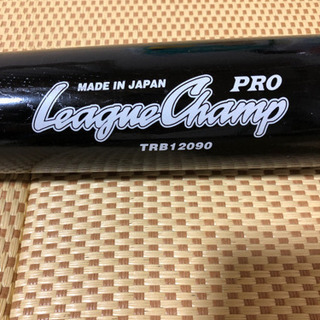 MADE IN JAPAN PRO
League Champ
TRB12090